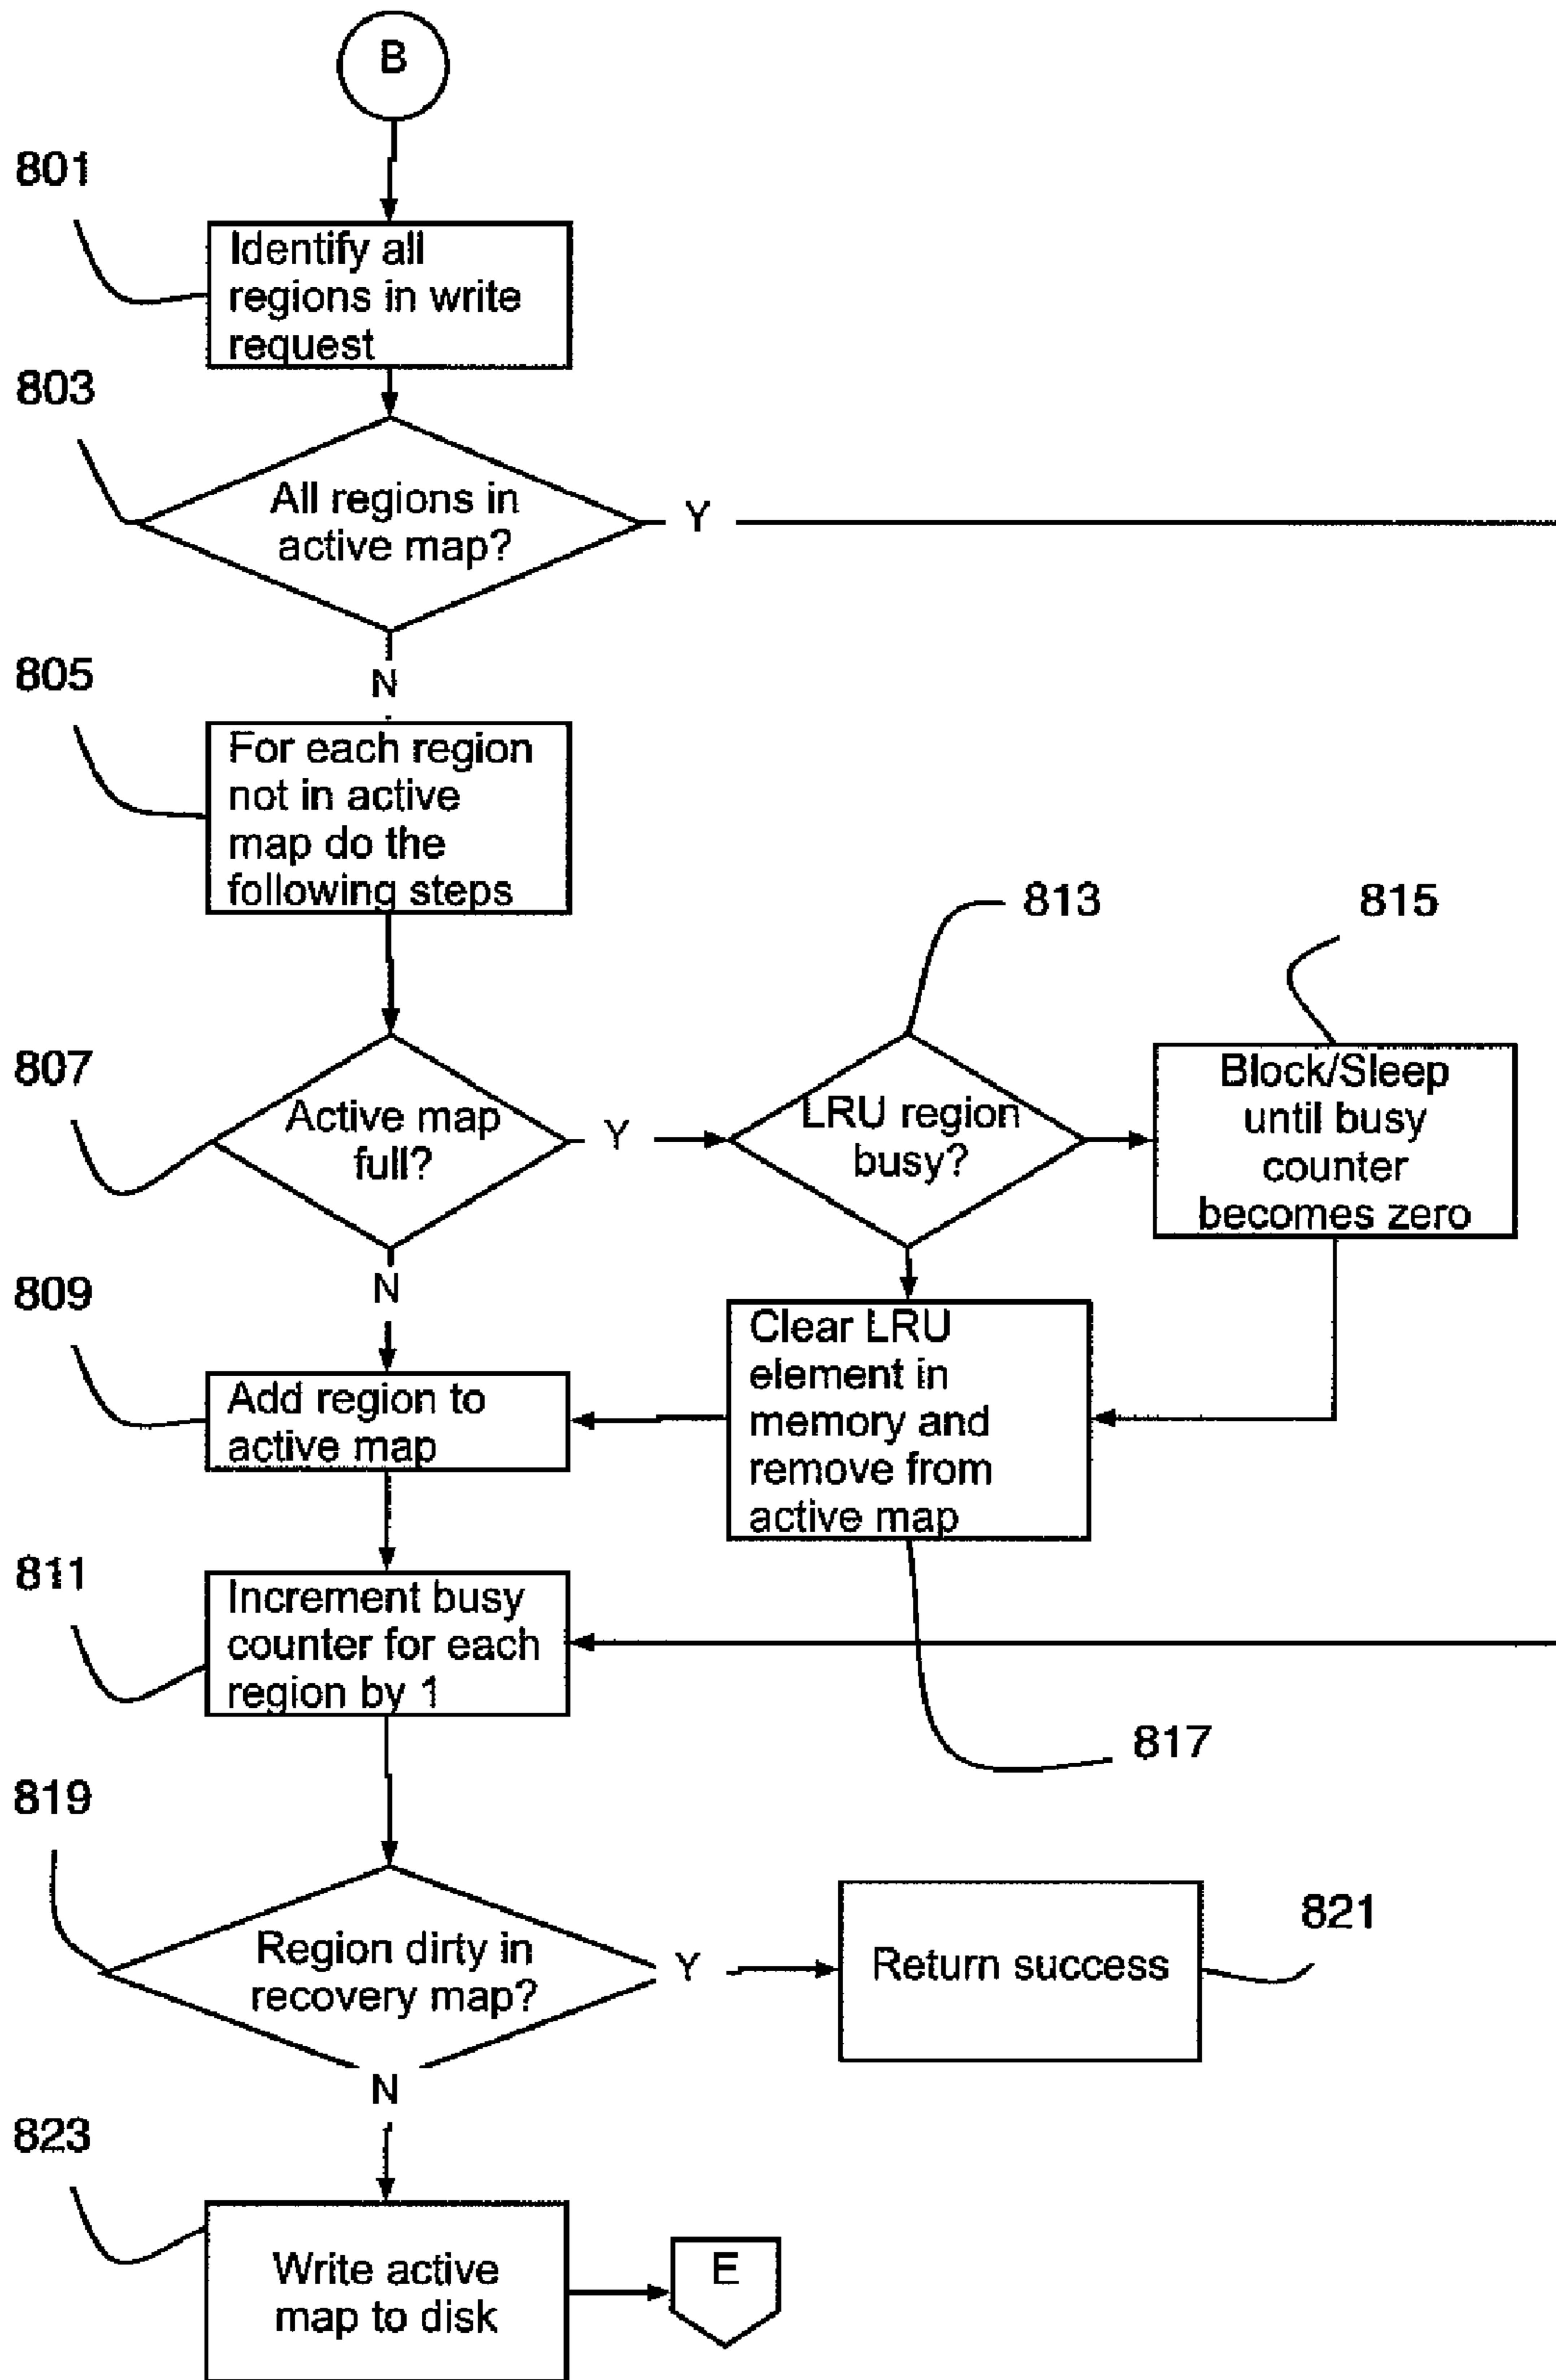 B
801
Identify all
regions in write
request
803
All regions in
active map?
Y
N
805
For each region
not in active
map do the
following steps
813
815
807
Active map
full?
Y
LRU region
busy?
Block/Sleep
until busy
counter
becomes zero
N
809
Add region to
active map
Clear LRU
element in
memory and
remove from
active map
811
Increment busy
counter for each
region by 1
817
819
Region dirty in
recovery map?
Y
Return success
821
N
823
Write active
map to disk
E